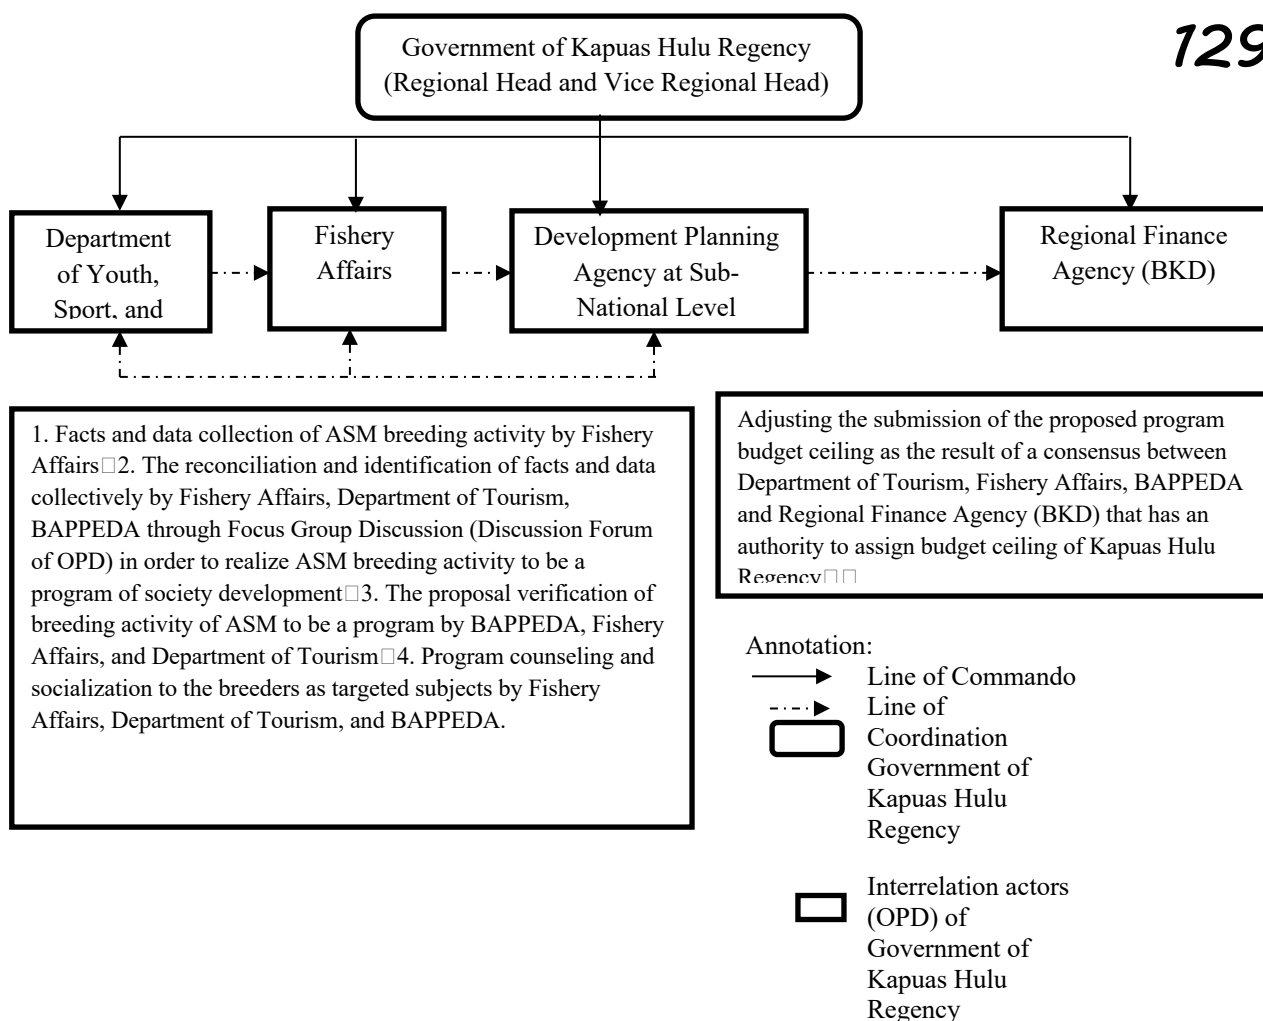 Government of Kapuas Hulu Regency
(Regional Head and Vice Regional Head)
129
Department
of Youth,
Sport, and
Fishery
Affairs
Development Planning
Agency at Sub-
National Level
Regional Finance
Agency (BKD)
1. Facts and data collection of ASM breeding activity by Fishery
Affairs□2. The reconciliation and identification of facts and data
collectively by Fishery Affairs, Department of Tourism,
BAPPEDA through Focus Group Discussion (Discussion Forum
of OPD) in order to realize ASM breeding activity to be a
program of society development□3. The proposal verification of
breeding activity of ASM to be a program by BAPPEDA, Fishery
Affairs, and Department of Tourism□4. Program counseling and
socialization to the breeders as targeted subjects by Fishery
Affairs, Department of Tourism, and BAPPEDA.
Adjusting the submission of the proposed program
budget ceiling as the result of a consensus between
Department of Tourism, Fishery Affairs, BAPPEDA
and Regional Finance Agency (BKD) that has an
authority to assign budget ceiling of Kapuas Hulu
Regency□□
Annotation:
Line of Commando
Line of
Coordination
Government of
Kapuas Hulu
Regency
Interrelation actors
(OPD) of
Government of
Kapuas Hulu
Regency